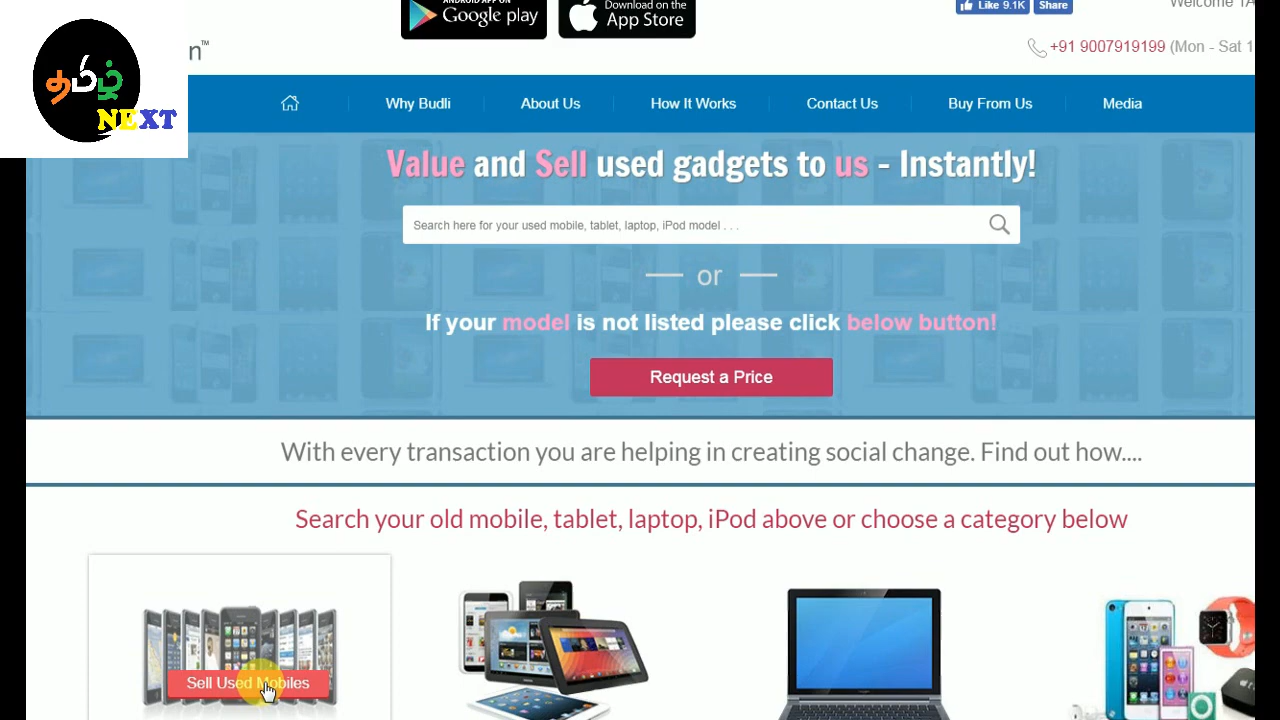 ANDROID APP ON
Google play
Download on the
App Store
Like 9.1K
Share
Welcome
n™
+91 9007919199 (Mon - Sat 1
தமிழ்
NEXT
Why Budli
About Us
How It Works
Contact Us
Buy From Us
Media
Value and Sell used gadgets to us - Instantly!
Search here for your used mobile, tablet, laptop, iPod model . . .
or
If your model is not listed please click below button!
Request a Price
With every transaction you are helping in creating social change. Find out how....
Search your old mobile, tablet, laptop, iPod above or choose a category below
Sell Used Mobiles